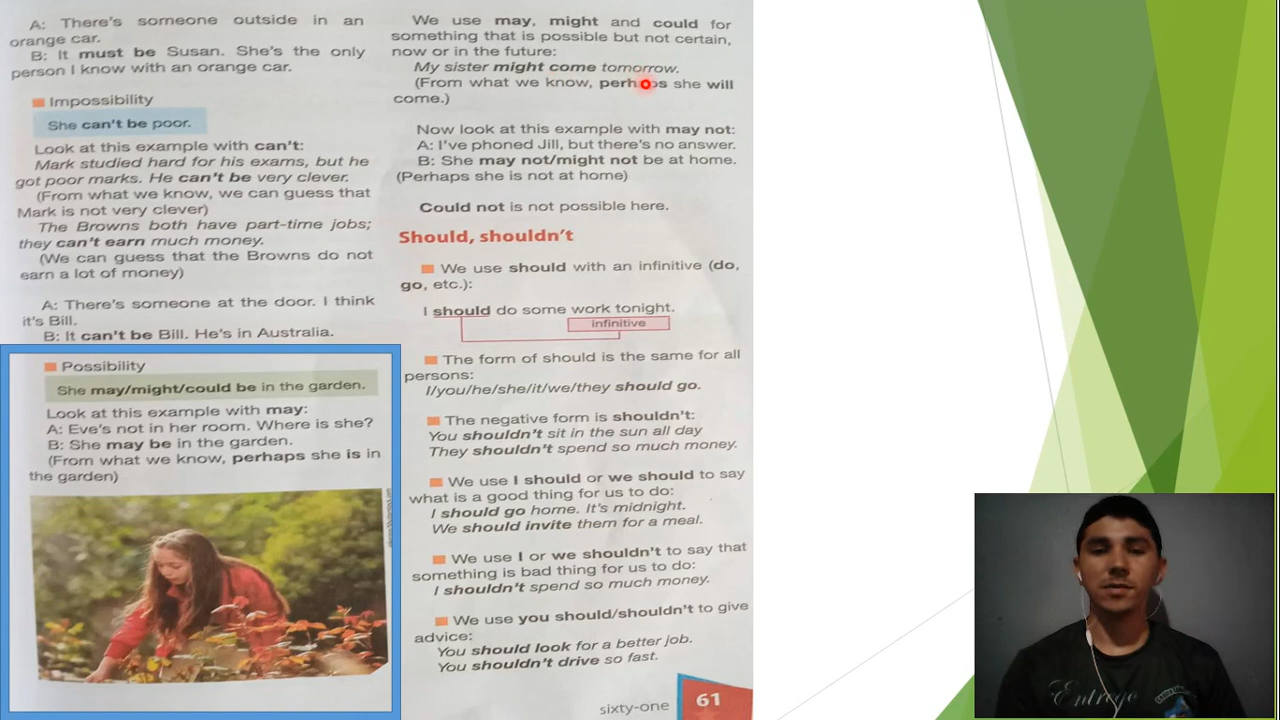 A: There's someone outside in an
orange car.
B: It must be Susan. She's the only
person I know with an orange car.
Impossibility
She can't be poor.
Look at this example with can't:
Mark studied hard for his exams, but he
got poor marks. He can't be very clever.
(From what we know, we can guess that
Mark is not very clever)
The Browns both have part-time jobs;
they can't earn much money.
(We can guess that the Browns do not
earn a lot of money)
A: There's someone at the door. I think
it's Bill.
B: It can't be Bill. He's in Australia.
Possibility
She may/might/could be in the garden.
Look at this example with may:
A: Eve's not in her room. Where is she?
B: She may be in the garden.
(From what we know, perhaps she is in
the garden)
We use may, might and could for
something that is possible but not certain,
now or in the future:
My sister might come tomorrow.
(From what we know, perhaps she will
come.)
Now look at this example with may not:
A: I've phoned Jill, but there's no answer.
B: She may not/might not be at home.
(Perhaps she is not at home)
Could not is not possible here.
Should, shouldn't
We use should with an infinitive (do,
go, etc.):
I should do some work tonight.
infinitive
The form of should is the same for all
persons:
I/you/he/she/it/we/they should go.
The negative form is shouldn't:
You shouldn't sit in the sun all day
They shouldn't spend so much money.
We use I should or we should to say
what is a good thing for us to do:
I should go home. It's midnight.
We should invite them for a meal.
We use I or we shouldn't to say that
something is bad thing for us to do:
I shouldn't spend so much money.
We use you should/shouldn't to give
advice:
You should look for a better job.
You shouldn't drive so fast.
sixty-one
61
Entrego